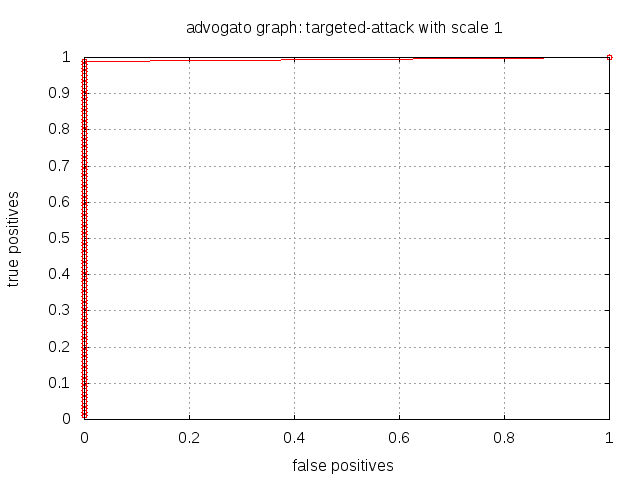 advogato graph: targeted-attack with scale 1
1
0.9
0.8
0.7
0.6
0.5
0.4
0.3
0.2
0.1
0
true positives
0 0.2 0.4 0.6 0.8 1
false positives